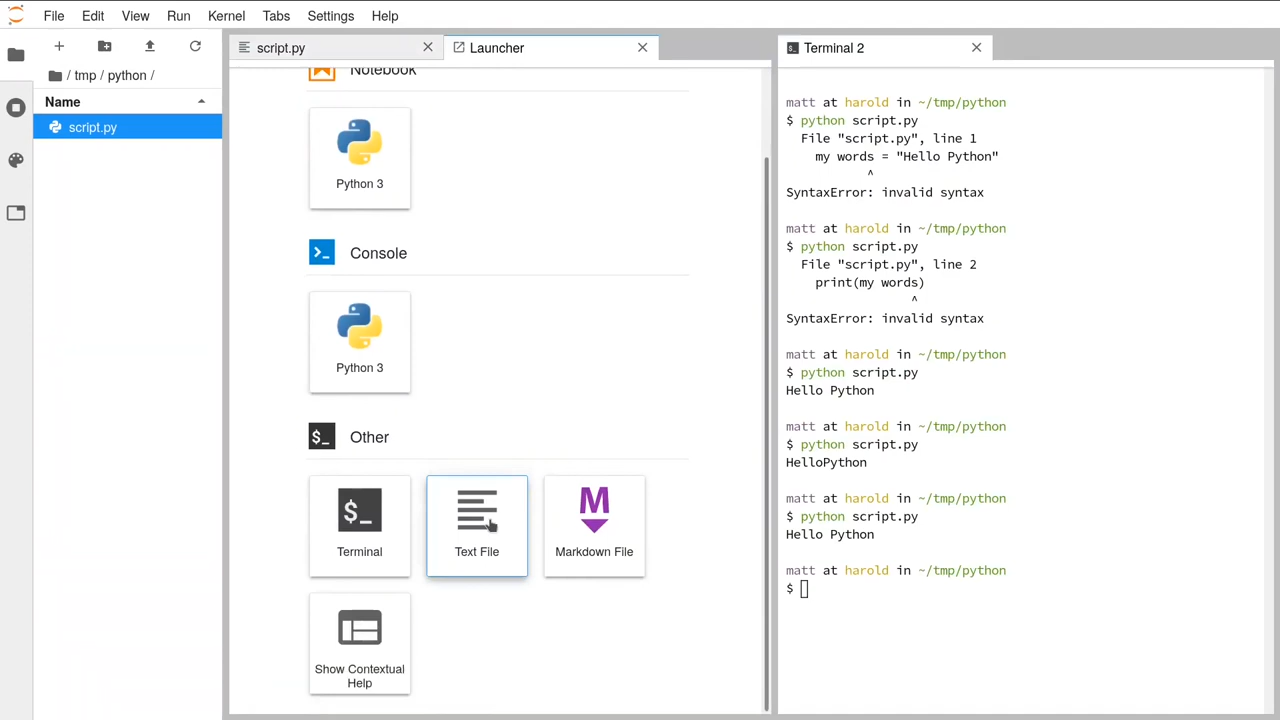 File Edit View Run Kernel Tabs Settings Help
/ tmp / python /
Name
script.py
script.py
Launcher
Notebook
Python 3
>_ Console
Python 3
$_ Other
$_
Terminal
Text File
M
Markdown File
Show Contextual
Help
$_ Terminal 2
matt at harold in ~/tmp/python
$ python script.py
File "script.py", line 1
my words = "Hello Python"
^
SyntaxError: invalid syntax
matt at harold in ~/tmp/python
$ python script.py
File "script.py", line 2
print(my words)
^
SyntaxError: invalid syntax
matt at harold in ~/tmp/python
$ python script.py
Hello Python
matt at harold in ~/tmp/python
$ python script.py
HelloPython
matt at harold in ~/tmp/python
$ python script.py
Hello Python
matt at harold in ~/tmp/python
$